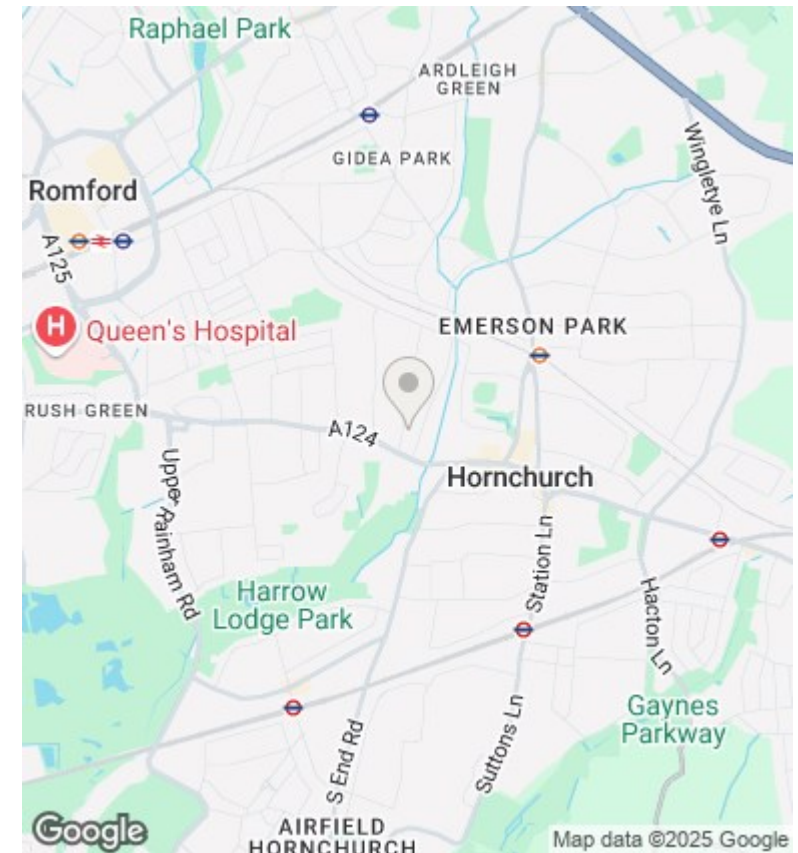 Raphael Park
ARDLEIGH
GREEN
GIDEA PARK
Wingletye Ln
Romford
A125
H
Queen's Hospital
EMERSON PARK
RUSH GREEN
A124
Hornchurch
Upper Rainham Rd
Station Ln
Harrow
Lodge Park
Hacton Ln
Gaynes
Parkway
Suttons Ln
S End Rd
AIRFIELD
HORNCHURCH
Google
Map data ©2025 Google